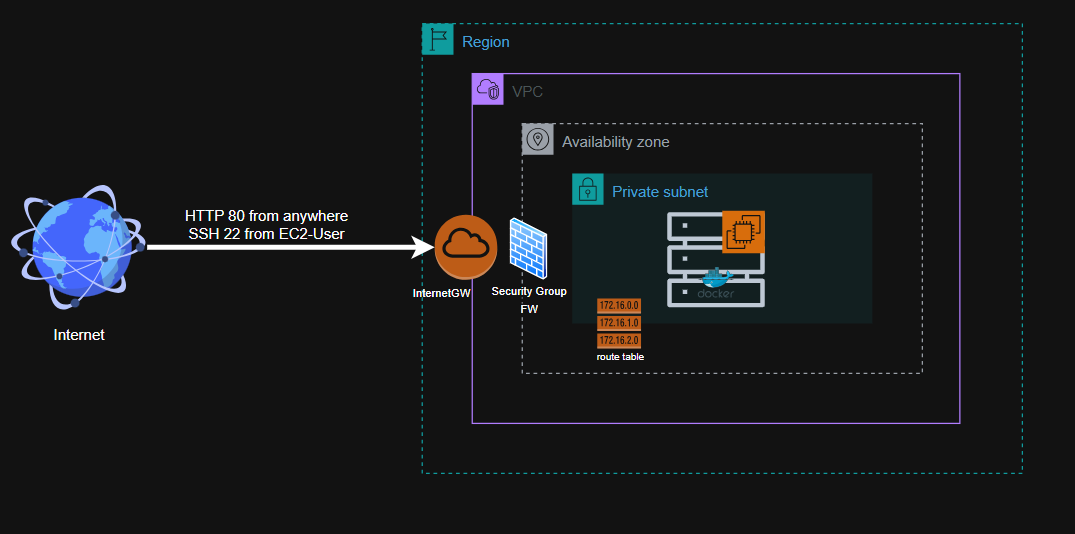 Region
VPC
Availability zone
Private subnet
HTTP 80 from anywhere
SSH 22 from EC2-User
InternetGW
Security Group
FW
docker
172.16.0.0
172.16.1.0
172.16.2.0
route table
Internet